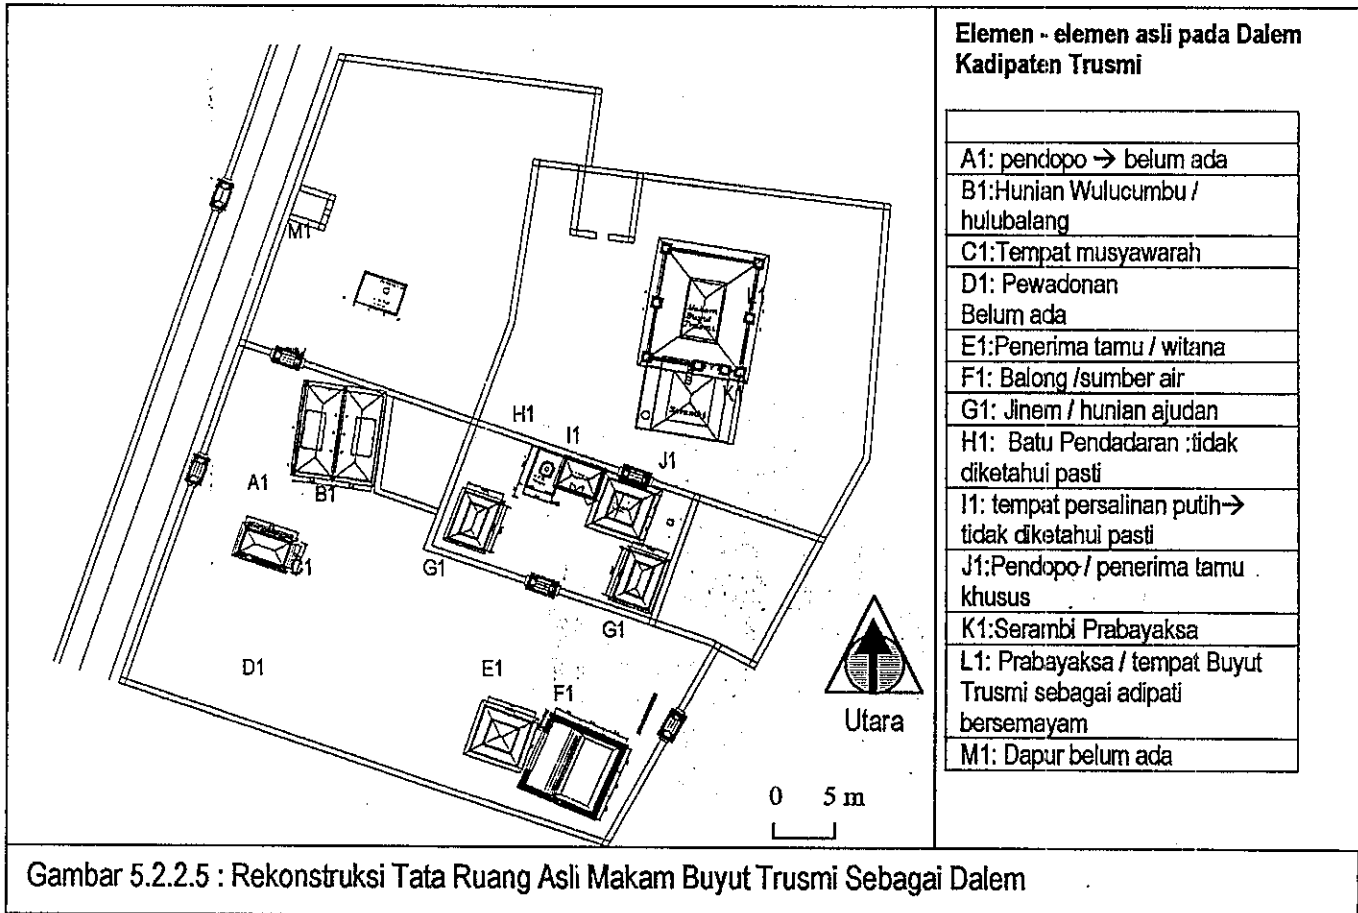 Elemen - elemen asli pada Dalem
Kadipaten Trusmi
A1: pendopo → belum ada
B1:Hunian Wulucumbu /
hulubalang
C1:Tempat musyawarah
D1: Pewadonan
Belum ada
E1:Penerima tamu / witana
F1: Balong /sumber air
G1: Jinem / hunian ajudan
H1: Batu Pendadaran :tidak
diketahui pasti
I1: tempat persalinan putih→
tidak diketahui pasti
J1:Pendopo / penerima tamu
khusus
K1:Serambi Prabayaksa
L1: Prabayaksa / tempat Buyut
Trusmi sebagai adipati
bersemayam
M1: Dapur belum ada
M1
L1
K1
H1
I1
J1
A1
B1
C1
G1
G1
D1
E1
F1
Utara
0 5 m
Gambar 5.2.2.5 : Rekonstruksi Tata Ruang Asli Makam Buyut Trusmi Sebagai Dalem